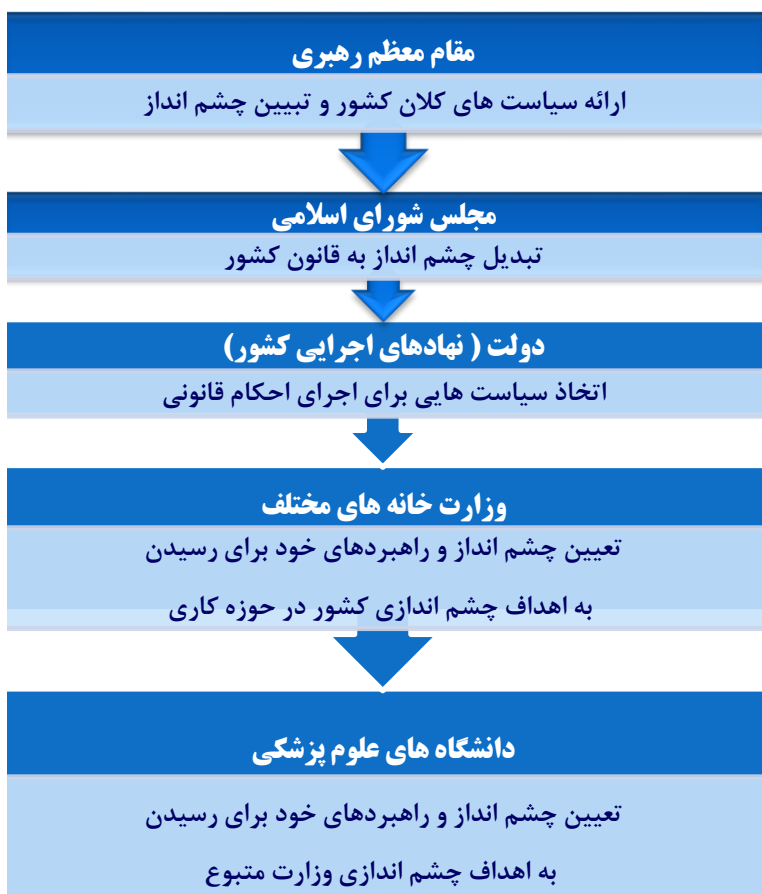 مقام معظم رهبری
ارائه سیاست های کلان کشور و تبیین چشم انداز
مجلس شورای اسلامی
تبدیل چشم انداز به قانون کشور
دولت ( نهادهای اجرایی کشور)
اتخاذ سیاست هایی برای اجرای احکام قانونی
وزارت خانه های مختلف
تعیین چشم انداز و راهبردهای خود برای رسیدن
به اهداف چشم اندازی کشور در حوزه کاری
دانشگاه های علوم پزشکی
تعیین چشم انداز و راهبردهای خود برای رسیدن
به اهداف چشم اندازی وزارت متبوع